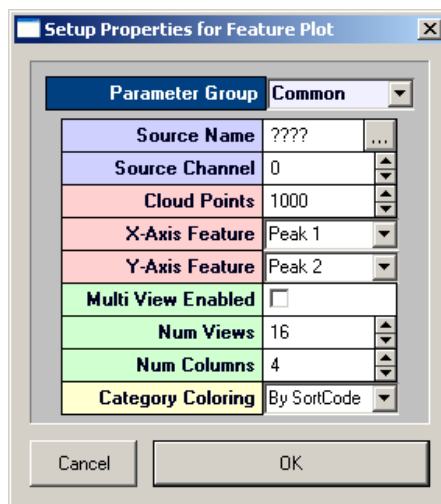 Setup Properties for Feature Plot
Parameter Group Common
Source Name ???? ...
Source Channel 0
Cloud Points 1000
X-Axis Feature Peak 1
Y-Axis Feature Peak 2
Multi View Enabled
Num Views 16
Num Columns 4
Category Coloring By SortCode
Cancel OK